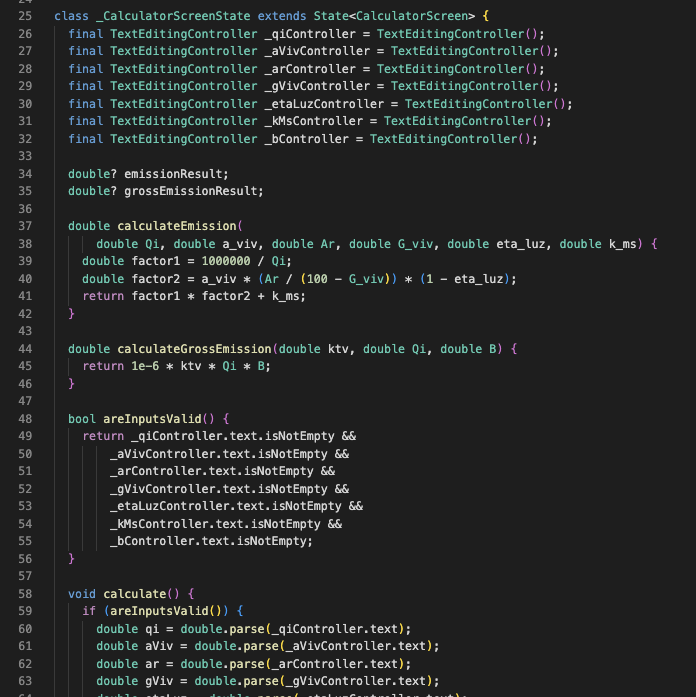 24
25 class _CalculatorScreenState extends State<CalculatorScreen> {
26 final TextEditingController _qiController = TextEditingController();
27 final TextEditingController _aVivController = TextEditingController();
28 final TextEditingController _arController = TextEditingController();
29 final TextEditingController _gVivController = TextEditingController();
30 final TextEditingController _etaLuzController = TextEditingController();
31 final TextEditingController _kMsController = TextEditingController();
32 final TextEditingController _bController = TextEditingController();
33
34 double? emissionResult;
35 double? grossEmissionResult;
36
37 double calculateEmission(
38 double Qi, double a_viv, double Ar, double G_viv, double eta_luz, double k_ms) {
39 double factor1 = 1000000 / Qi;
40 double factor2 = a_viv * (Ar / (100 - G_viv)) * (1 - eta_luz);
41 return factor1 * factor2 + k_ms;
42 }
43
44 double calculateGrossEmission(double ktv, double Qi, double B) {
45 return 1e-6 * ktv * Qi * B;
46 }
47
48 bool areInputsValid() {
49 return _qiController.text.isNotEmpty &&
50 _aVivController.text.isNotEmpty &&
51 _arController.text.isNotEmpty &&
52 _gVivController.text.isNotEmpty &&
53 _etaLuzController.text.isNotEmpty &&
54 _kMsController.text.isNotEmpty &&
55 _bController.text.isNotEmpty;
56 }
57
58 void calculate() {
59 if (areInputsValid()) {
60 double qi = double.parse(_qiController.text);
61 double aViv = double.parse(_aVivController.text);
62 double ar = double.parse(_arController.text);
63 double gViv = double.parse(_gVivController.text);
64 double etaLuz = double.parse(_etaLuzController.text);